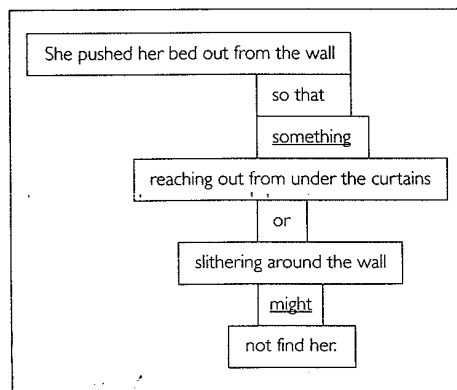 She pushed her bed out from the wall
so that
something
reaching out from under the curtains
or
slithering around the wall
might
not find her.